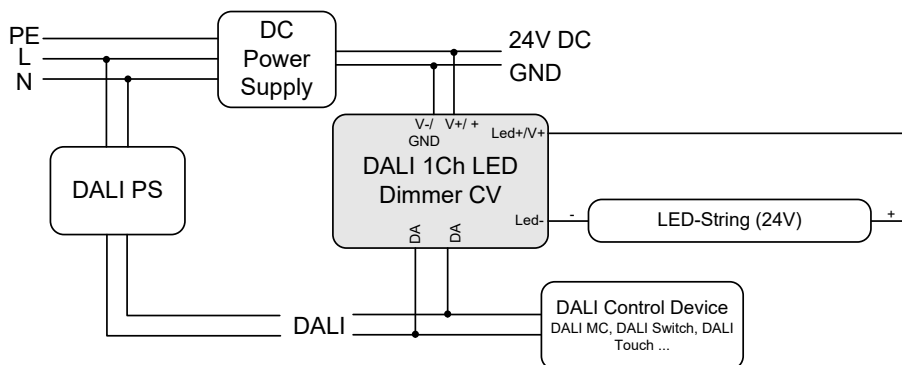 PE
L
N
DC
Power
Supply
24V DC
GND
V-/
GND
V+/ +
Led+/V+
DALI 1Ch LED
Dimmer CV
Led-
DA
DA
DALI PS
-
LED-String (24V)
+
DALI
DALI Control Device
DALI MC, DALI Switch, DALI
Touch ...